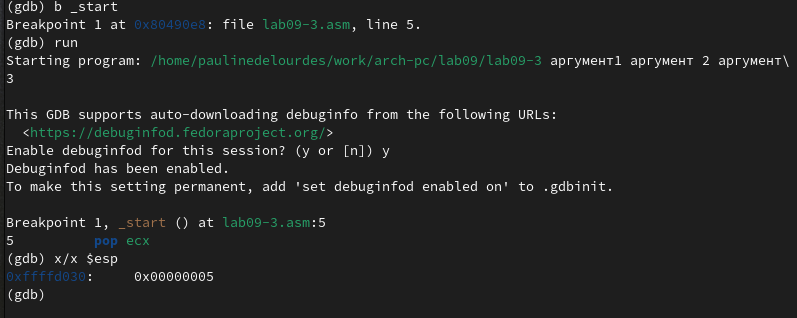 (gdb) b _start
Breakpoint 1 at 0x80490e8: file lab09-3.asm, line 5.
(gdb) run
Starting program: /home/paulinedelourdes/work/arch-pc/lab09/lab09-3 аргумент1 аргумент 2 аргумент\
3

This GDB supports auto-downloading debuginfo from the following URLs:
  <https://debuginfod.fedoraproject.org/>
Enable debuginfod for this session? (y or [n]) y
Debuginfod has been enabled.
To make this setting permanent, add 'set debuginfod enabled on' to .gdbinit.

Breakpoint 1, _start () at lab09-3.asm:5
5          pop ecx
(gdb) x/x $esp
0xffffd030:     0x00000005
(gdb)